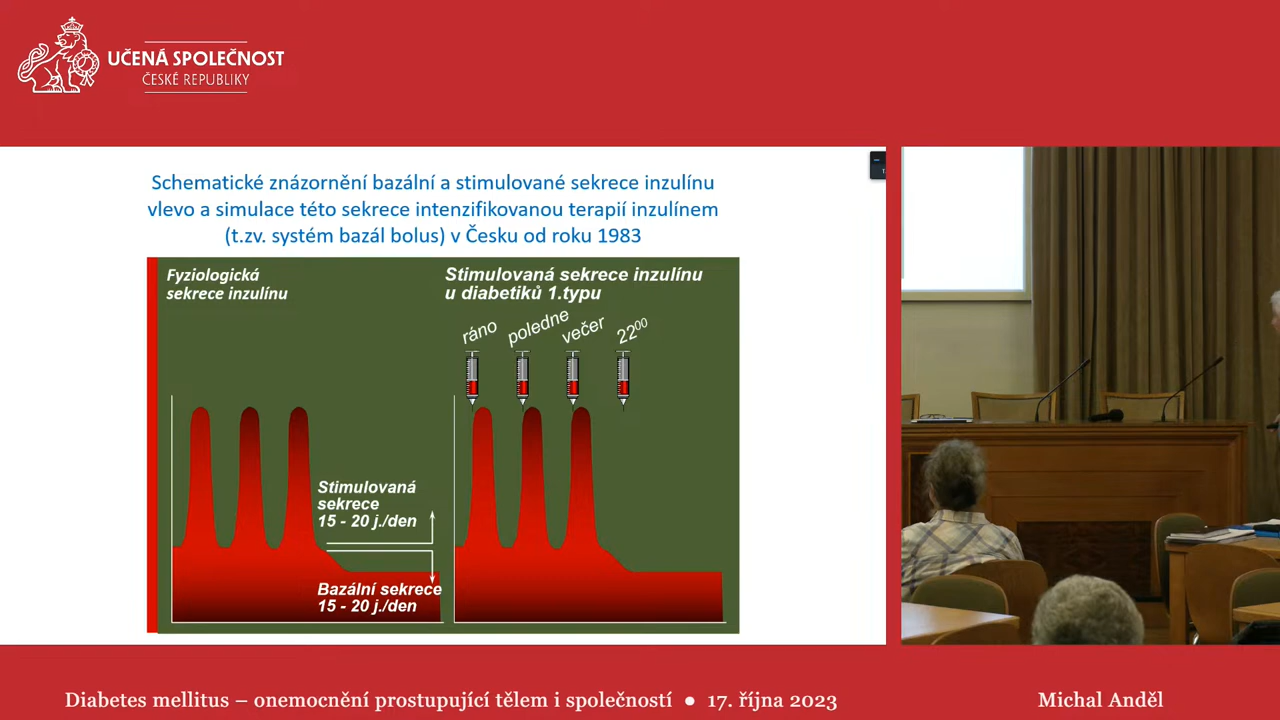 UČENÁ SPOLEČNOST
ČESKÉ REPUBLIKY
Schematické znázornění bazální a stimulované sekrece inzulínu
vlevo a simulace této sekrece intenzifikovanou terapií inzulínem
(t.zv. systém bazál bolus) v Česku od roku 1983
Fyziologická
sekrece inzulínu
Stimulovaná sekrece inzulínu
u diabetiků 1.typu
ráno poledne večer 22⁰⁰
Stimulovaná
sekrece
15 - 20 j./den
Bazální sekrece
15 - 20 j./den
Diabetes mellitus – onemocnění prostupující tělem i společností ● 17. října 2023
Michal Anděl